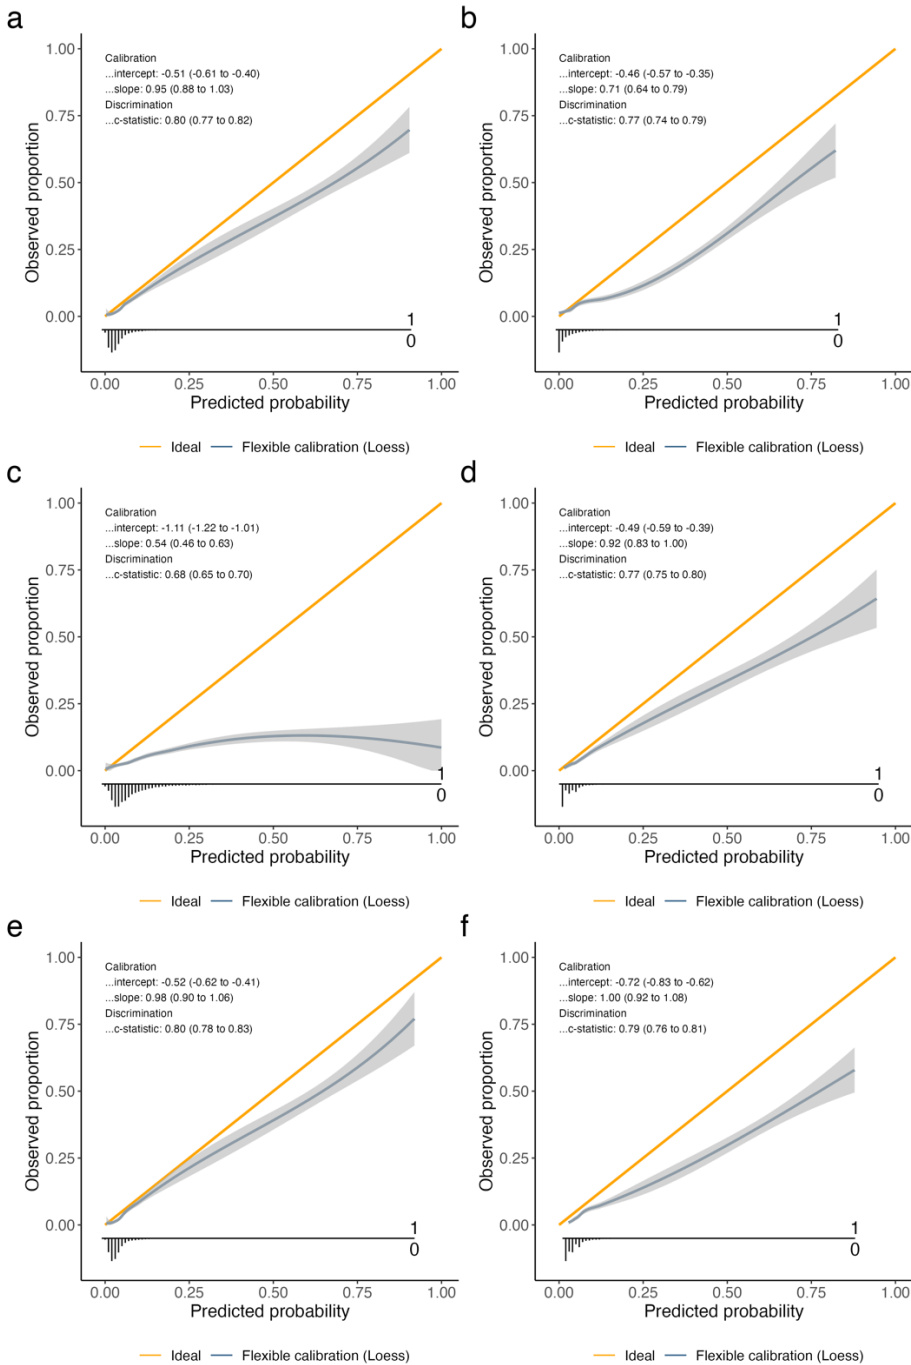 a
Calibration
...intercept: -0.51 (-0.61 to -0.40)
...slope: 0.95 (0.88 to 1.03)
Discrimination
...c-statistic: 0.80 (0.77 to 0.82)
Observed proportion
1.00
0.75
0.50
0.25
0.00
1
0
0.00 0.25 0.50 0.75 1.00
Predicted probability
Ideal Flexible calibration (Loess)
b
Calibration
...intercept: -0.46 (-0.57 to -0.35)
...slope: 0.71 (0.64 to 0.79)
Discrimination
...c-statistic: 0.77 (0.74 to 0.79)
Observed proportion
1.00
0.75
0.50
0.25
0.00
1
0
0.00 0.25 0.50 0.75 1.00
Predicted probability
Ideal Flexible calibration (Loess)
c
Calibration
...intercept: -1.11 (-1.22 to -1.01)
...slope: 0.54 (0.46 to 0.63)
Discrimination
...c-statistic: 0.68 (0.65 to 0.70)
Observed proportion
1.00
0.75
0.50
0.25
0.00
1
0
0.00 0.25 0.50 0.75 1.00
Predicted probability
Ideal Flexible calibration (Loess)
d
Calibration
...intercept: -0.49 (-0.59 to -0.39)
...slope: 0.92 (0.83 to 1.00)
Discrimination
...c-statistic: 0.77 (0.75 to 0.80)
Observed proportion
1.00
0.75
0.50
0.25
0.00
1
0
0.00 0.25 0.50 0.75 1.00
Predicted probability
Ideal Flexible calibration (Loess)
e
Calibration
...intercept: -0.52 (-0.62 to -0.41)
...slope: 0.98 (0.90 to 1.06)
Discrimination
...c-statistic: 0.80 (0.78 to 0.83)
Observed proportion
1.00
0.75
0.50
0.25
0.00
1
0
0.00 0.25 0.50 0.75 1.00
Predicted probability
Ideal Flexible calibration (Loess)
f
Calibration
...intercept: -0.72 (-0.83 to -0.62)
...slope: 1.00 (0.92 to 1.08)
Discrimination
...c-statistic: 0.79 (0.76 to 0.81)
Observed proportion
1.00
0.75
0.50
0.25
0.00
1
0
0.00 0.25 0.50 0.75 1.00
Predicted probability
Ideal Flexible calibration (Loess)